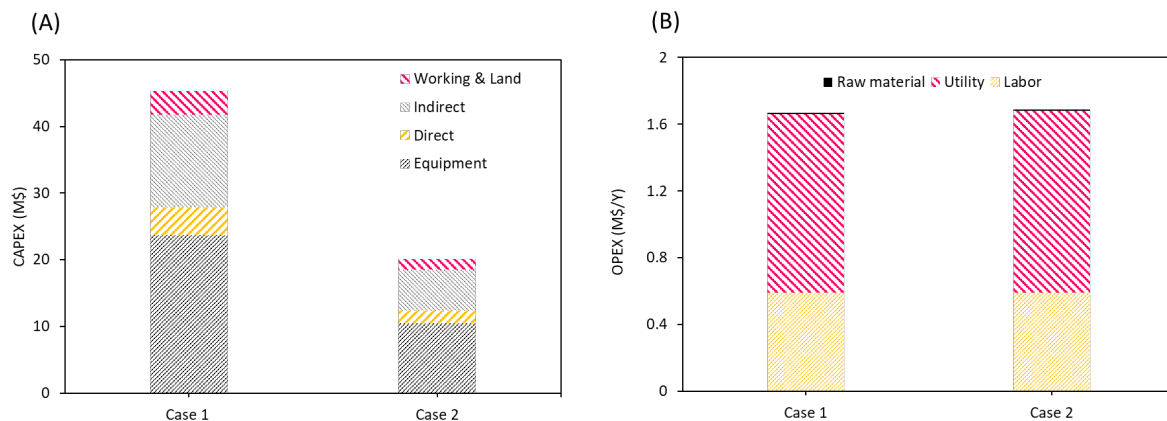 (A)
CAPEX (M$)
50
40
30
20
10
0
Working & Land
Indirect
Direct
Equipment
Case 1
Case 2
(B)
OPEX (M$/Y)
2
1.6
1.2
0.8
0.4
0
Raw material Utility Labor
Case 1
Case 2